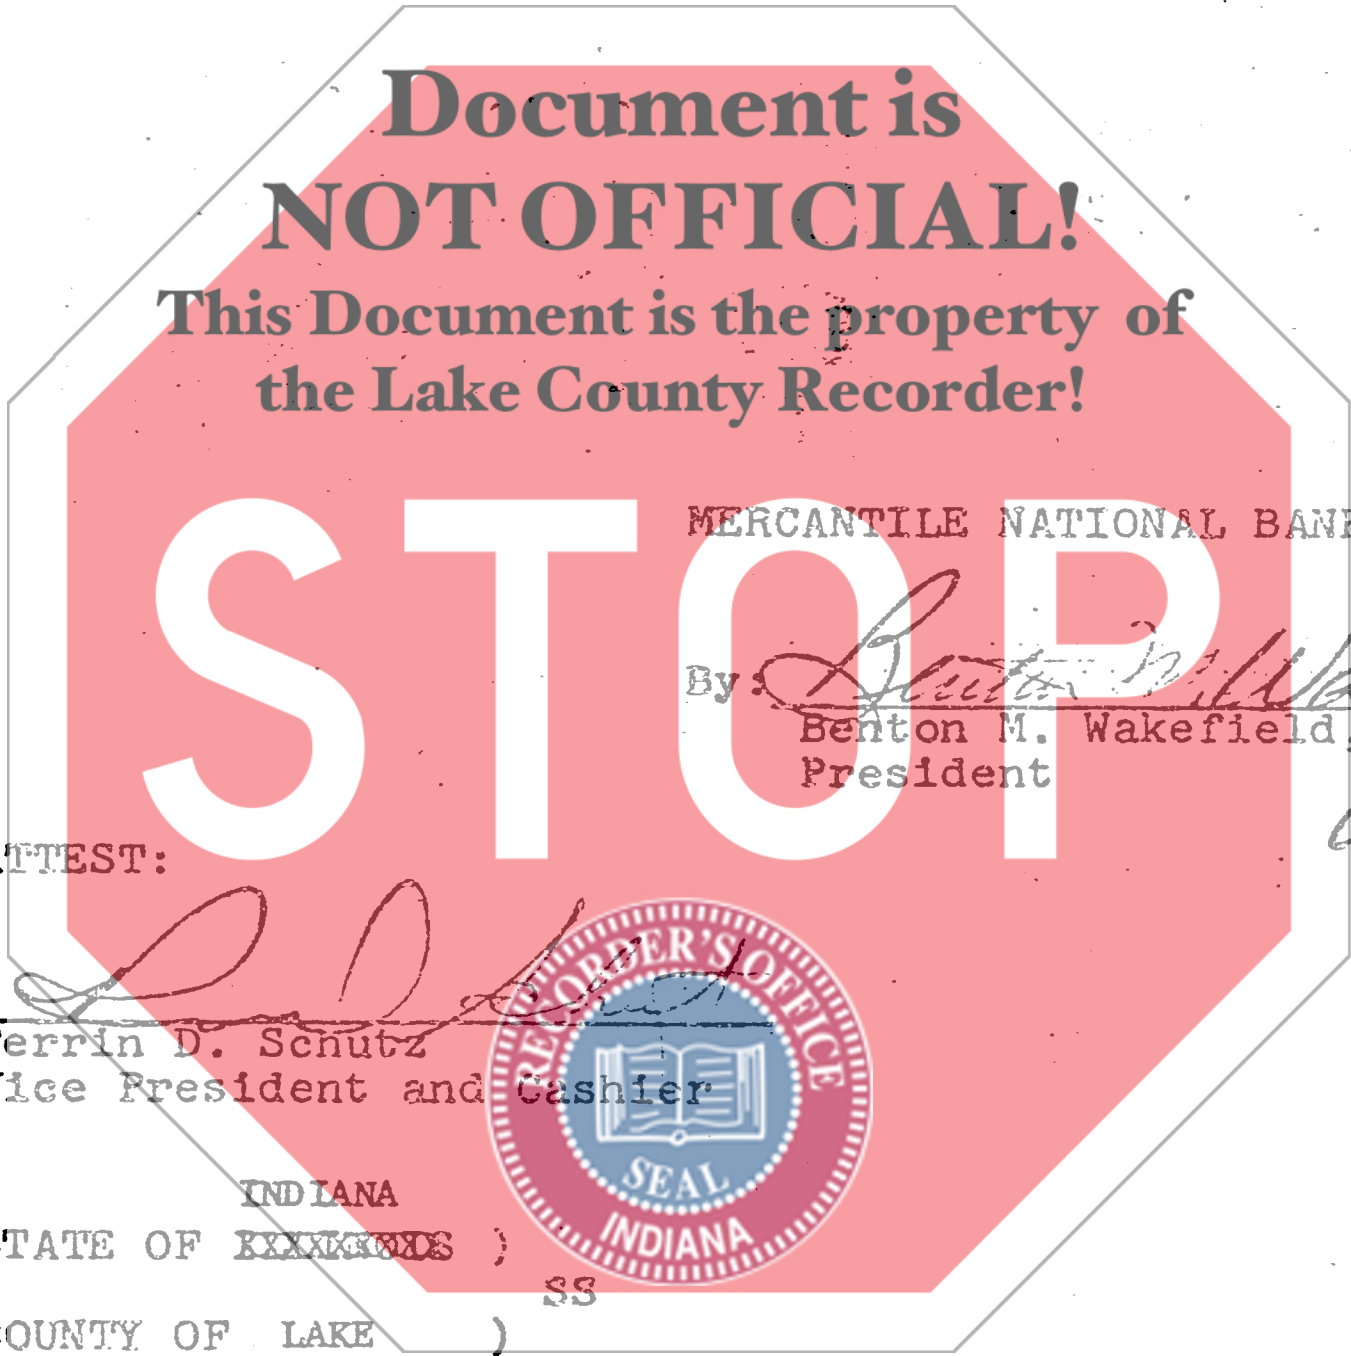 Document is
NOT OFFICIAL!
This Document is the property of
the Lake County Recorder!
STOP
MERCANTILE NATIONAL BANK
By:
Benton M. Wakefield,
President
TTEST:
errin D. Schutz
ice President and Cashier
RECORDER'S OFFICE
SEAL
INDIANA
INDIANA
TATE OF )
SS
OUNTY OF LAKE )